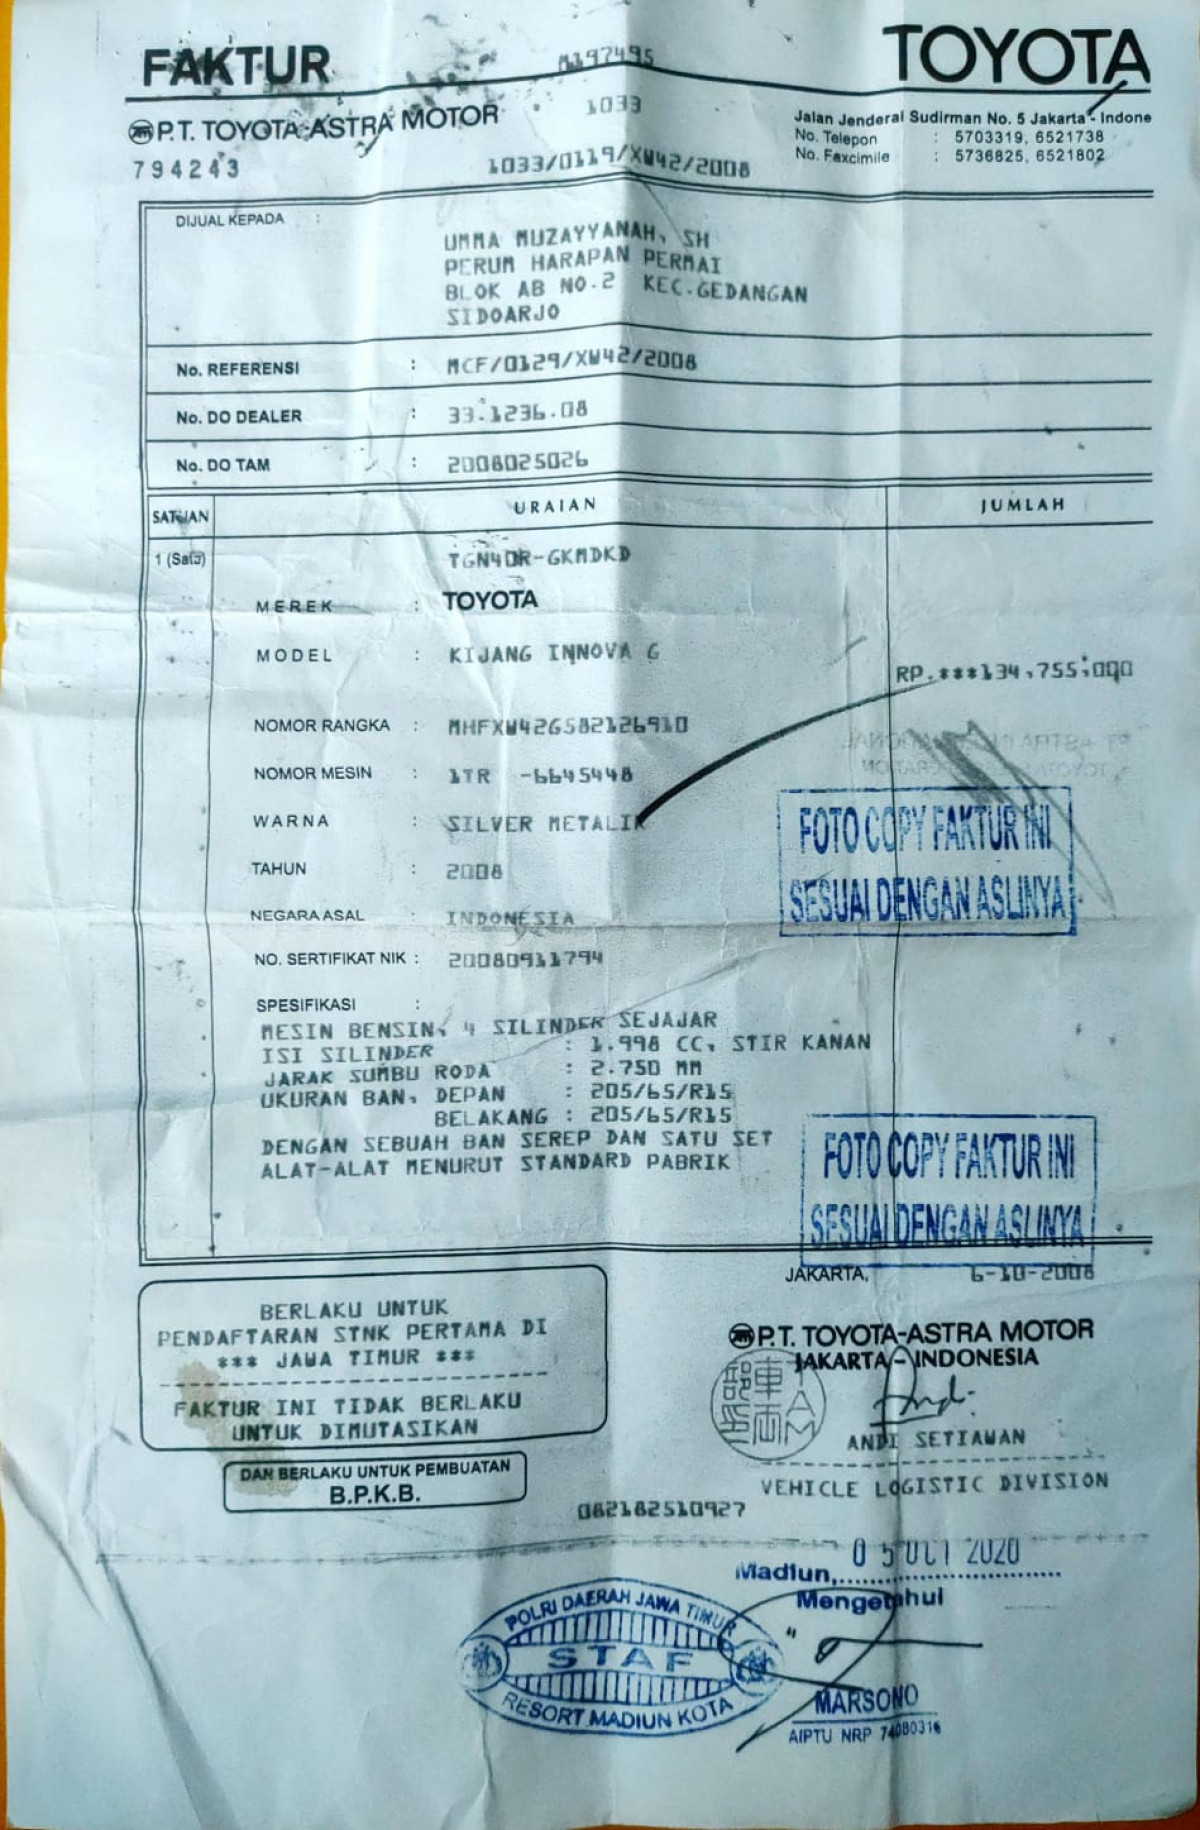 FAKTUR
M197495
TOYOTA
P.T. TOYOTA-ASTRA MOTOR
1033
Jalan Jenderal Sudirman No. 5 Jakarta - Indone
No. Telepon : 5703319, 6521738
No. Faxcimile : 5736825, 6521802
794243
1033/0119/XW42/2008
DIJUAL KEPADA :
UMMA MUZAYYANAH, SH
PERUM HARAPAN PERMAI
BLOK AB NO.2 KEC.GEDANGAN
SIDOARJO
No. REFERENSI : MCF/0129/XW42/2008
No. DO DEALER : 33.1236.08
No. DO TAM : 2008025026
SATUAN URAIAN JUMLAH
1 (Satu) TGN40R-GKMDKD
MEREK : TOYOTA
MODEL : KIJANG INNOVA G
RP.***134,755,000
NOMOR RANGKA : MHFXW42G582126910
NOMOR MESIN : 1TR -6645448
WARNA : SILVER METALIK
TAHUN : 2008
NEGARA ASAL : INDONESIA
NO. SERTIFIKAT NIK : 20080911794
FOTO COPY FAKTUR INI
SESUAI DENGAN ASLINYA
SPESIFIKASI :
MESIN BENSIN, 4 SILINDER SEJAJAR
ISI SILINDER : 1.998 CC, STIR KANAN
JARAK SUMBU RODA : 2.750 MM
UKURAN BAN, DEPAN : 205/65/R15
BELAKANG : 205/65/R15
DENGAN SEBUAH BAN SEREP DAN SATU SET
ALAT-ALAT MENURUT STANDARD PABRIK
FOTO COPY FAKTUR INI
SESUAI DENGAN ASLINYA
JAKARTA, 6-10-2008
BERLAKU UNTUK
PENDAFTARAN STNK PERTAMA DI
*** JAWA TIMUR ***
FAKTUR INI TIDAK BERLAKU
UNTUK DIMUTASIKAN
DAN BERLAKU UNTUK PEMBUATAN
B.P.K.B.
P.T. TOYOTA-ASTRA MOTOR
JAKARTA - INDONESIA
TAM
ANDI SETIAWAN
VEHICLE LOGISTIC DIVISION
082182510927
Madiun, 05 OCT 2020
Mengetahui
POLRI DAERAH JAWA TIMUR
STAF
RESORT MADIUN KOTA
MARSONO
AIPTU NRP 74080316